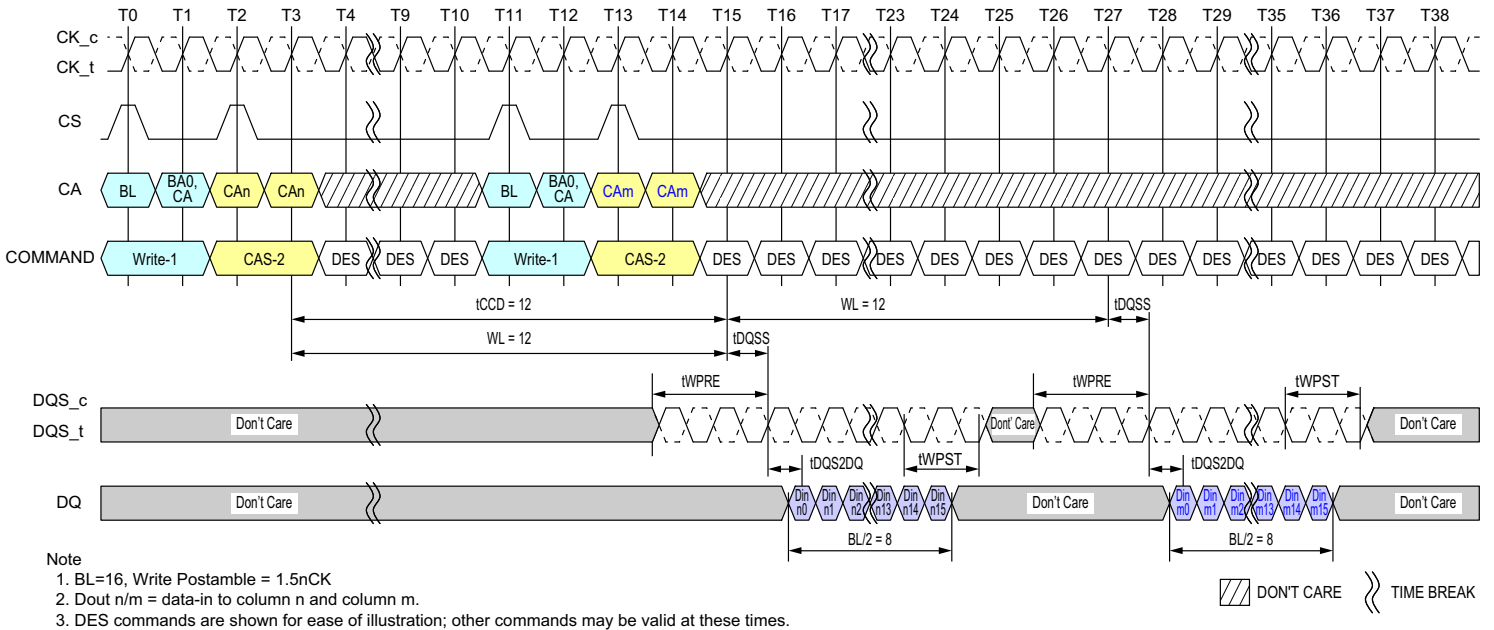 T0 T1 T2 T3 T4 T9 T10 T11 T12 T13 T14 T15 T16 T17 T23 T24 T25 T26 T27 T28 T29 T35 T36 T37 T38
CK_c
CK_t
CS
CA BL BA0, CA CAn CAn BL BA0, CA CAm CAm
COMMAND Write-1 CAS-2 DES DES DES Write-1 CAS-2 DES DES DES DES DES DES DES DES DES DES DES DES DES DES
tCCD = 12 WL = 12 tDQSS
WL = 12 tDQSS
tWPRE tWPRE tWPST
DQS_c
DQS_t Don't Care Dont' Care Don't Care
tDQS2DQ tWPST tDQS2DQ
DQ Don't Care Din n0 Din n1 Din n2 Din n13 Din n14 Din n15 Don't Care Din m0 Din m1 Din m2 Din m13 Din m14 Din m15 Don't Care
BL/2 = 8 BL/2 = 8
Note
1. BL=16, Write Postamble = 1.5nCK
2. Dout n/m = data-in to column n and column m.
3. DES commands are shown for ease of illustration; other commands may be valid at these times.
DON'T CARE TIME BREAK